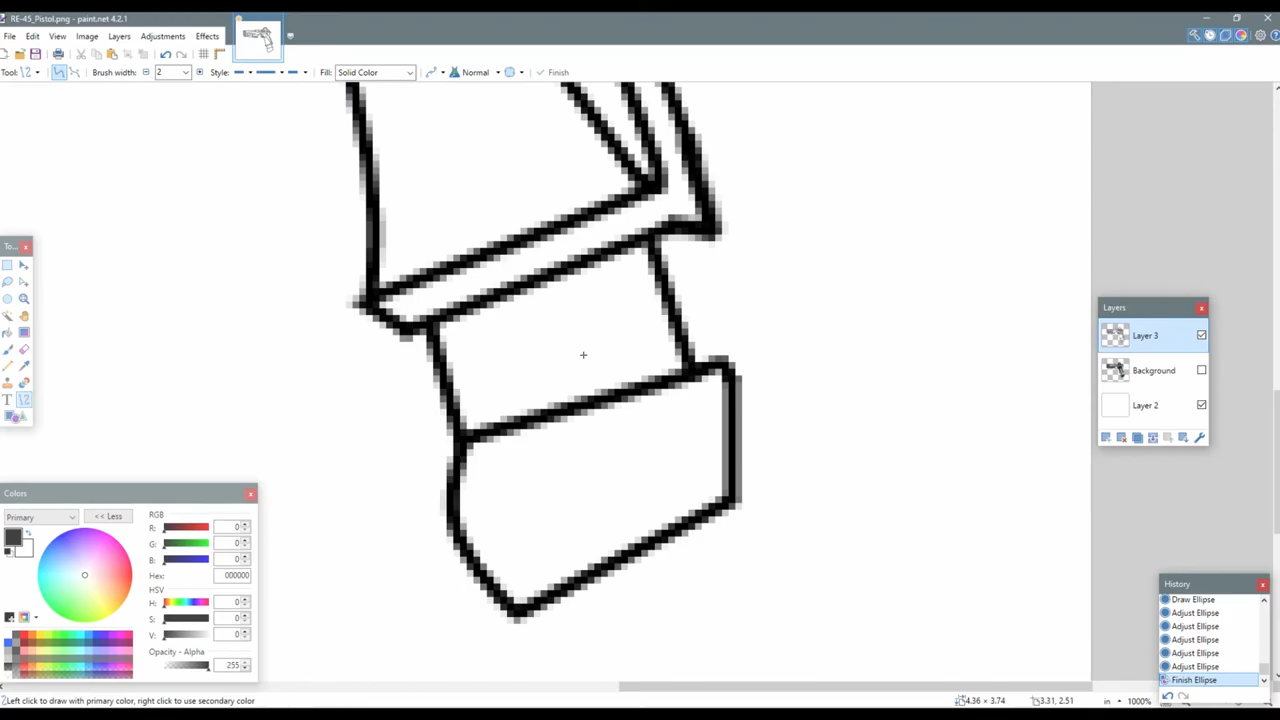 RE-45_Pistol.png - paint.net 4.2.1
File Edit View Image Layers Adjustments Effects
Tool: Brush width: 2 Style: Fill: Solid Color Normal Finish
To...
Layers
Layer 3
Background
Layer 2
Colors
Primary << Less
RGB
R: 0
G: 0
B: 0
Hex: 000000
HSV
H: 0
S: 0
V: 0
Opacity - Alpha
255
History
Draw Ellipse
Adjust Ellipse
Adjust Ellipse
Adjust Ellipse
Adjust Ellipse
Adjust Ellipse
Finish Ellipse
Left click to draw with primary color, right click to use secondary color 4.36 × 3.74 3.31, 2.51 in 1000%